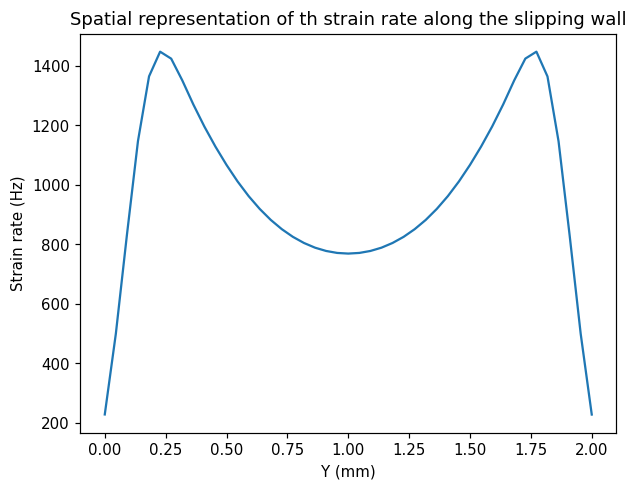 Spatial representation of th strain rate along the slipping wall
1400
1200
1000
800
600
400
200
Strain rate (Hz)
0.00 0.25 0.50 0.75 1.00 1.25 1.50 1.75 2.00
Y (mm)